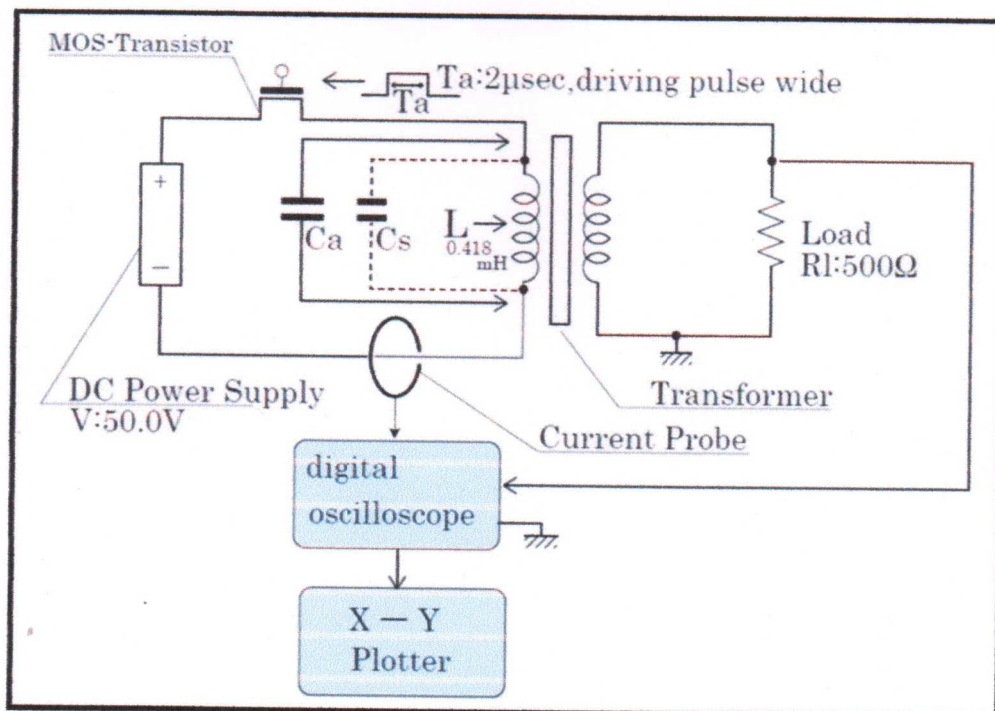 MOS-Transistor
Ta:2µsec,driving pulse wide
Ta
+
Ca
Cs
L
0.418
mH
Load
Rl:500Ω
—
DC Power Supply
V:50.0V
Transformer
Current Probe
digital
oscilloscope
X — Y
Plotter